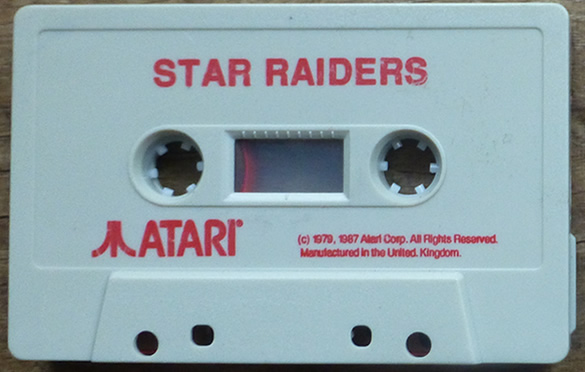 STAR RAIDERS
ATARI®
(c) 1979, 1987 Atari Corp. All Rights Reserved.
Manufactured in the United. Kingdom.